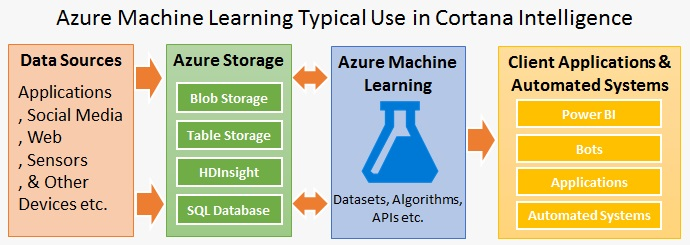 Azure Machine Learning Typical Use in Cortana Intelligence
Data Sources
Applications
, Social Media
, Web
, Sensors
, & Other
Devices etc.
Azure Storage
Blob Storage
Table Storage
HDInsight
SQL Database
Azure Machine
Learning
Datasets, Algorithms,
APIs etc.
Client Applications &
Automated Systems
Power BI
Bots
Applications
Automated Systems